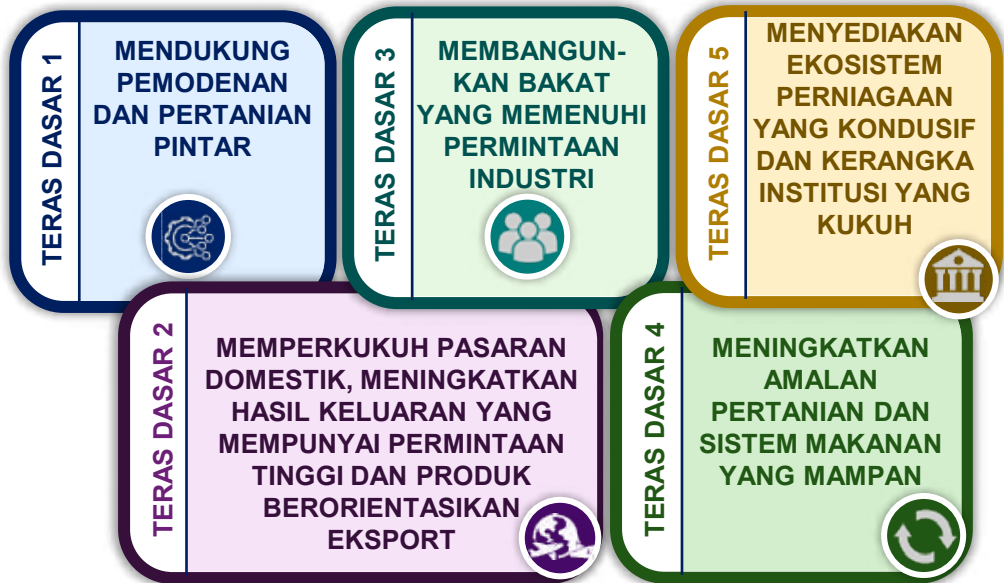 TERAS DASAR 1
MENDUKUNG
PEMODENAN
DAN PERTANIAN
PINTAR
TERAS DASAR 2
MEMPERKUKUH PASARAN
DOMESTIK, MENINGKATKAN
HASIL KELUARAN YANG
MEMPUNYAI PERMINTAAN
TINGGI DAN PRODUK
BERORIENTASIKAN
EKSPORT
TERAS DASAR 3
MEMBANGUN-
KAN BAKAT
YANG MEMENUHI
PERMINTAAN
INDUSTRI
TERAS DASAR 4
MENINGKATKAN
AMALAN
PERTANIAN DAN
SISTEM MAKANAN
YANG MAMPAN
TERAS DASAR 5
MENYEDIAKAN
EKOSISTEM
PERNIAGAAN
YANG KONDUSIF
DAN KERANGKA
INSTITUSI YANG
KUKUH